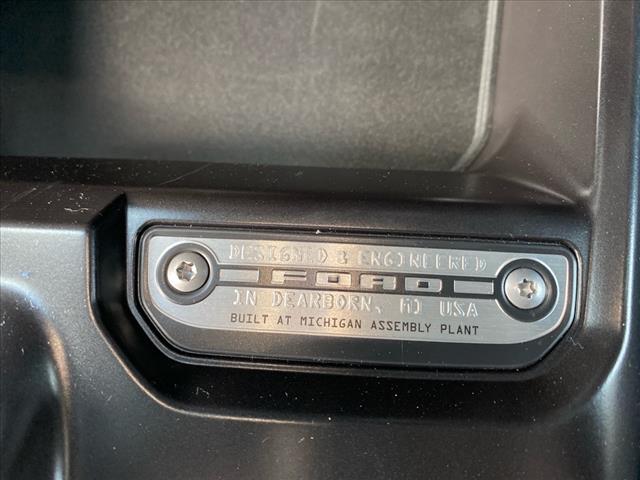 DESIGNED & ENGINEERED
FORD
IN DEARBORN, MI USA
BUILT AT MICHIGAN ASSEMBLY PLANT